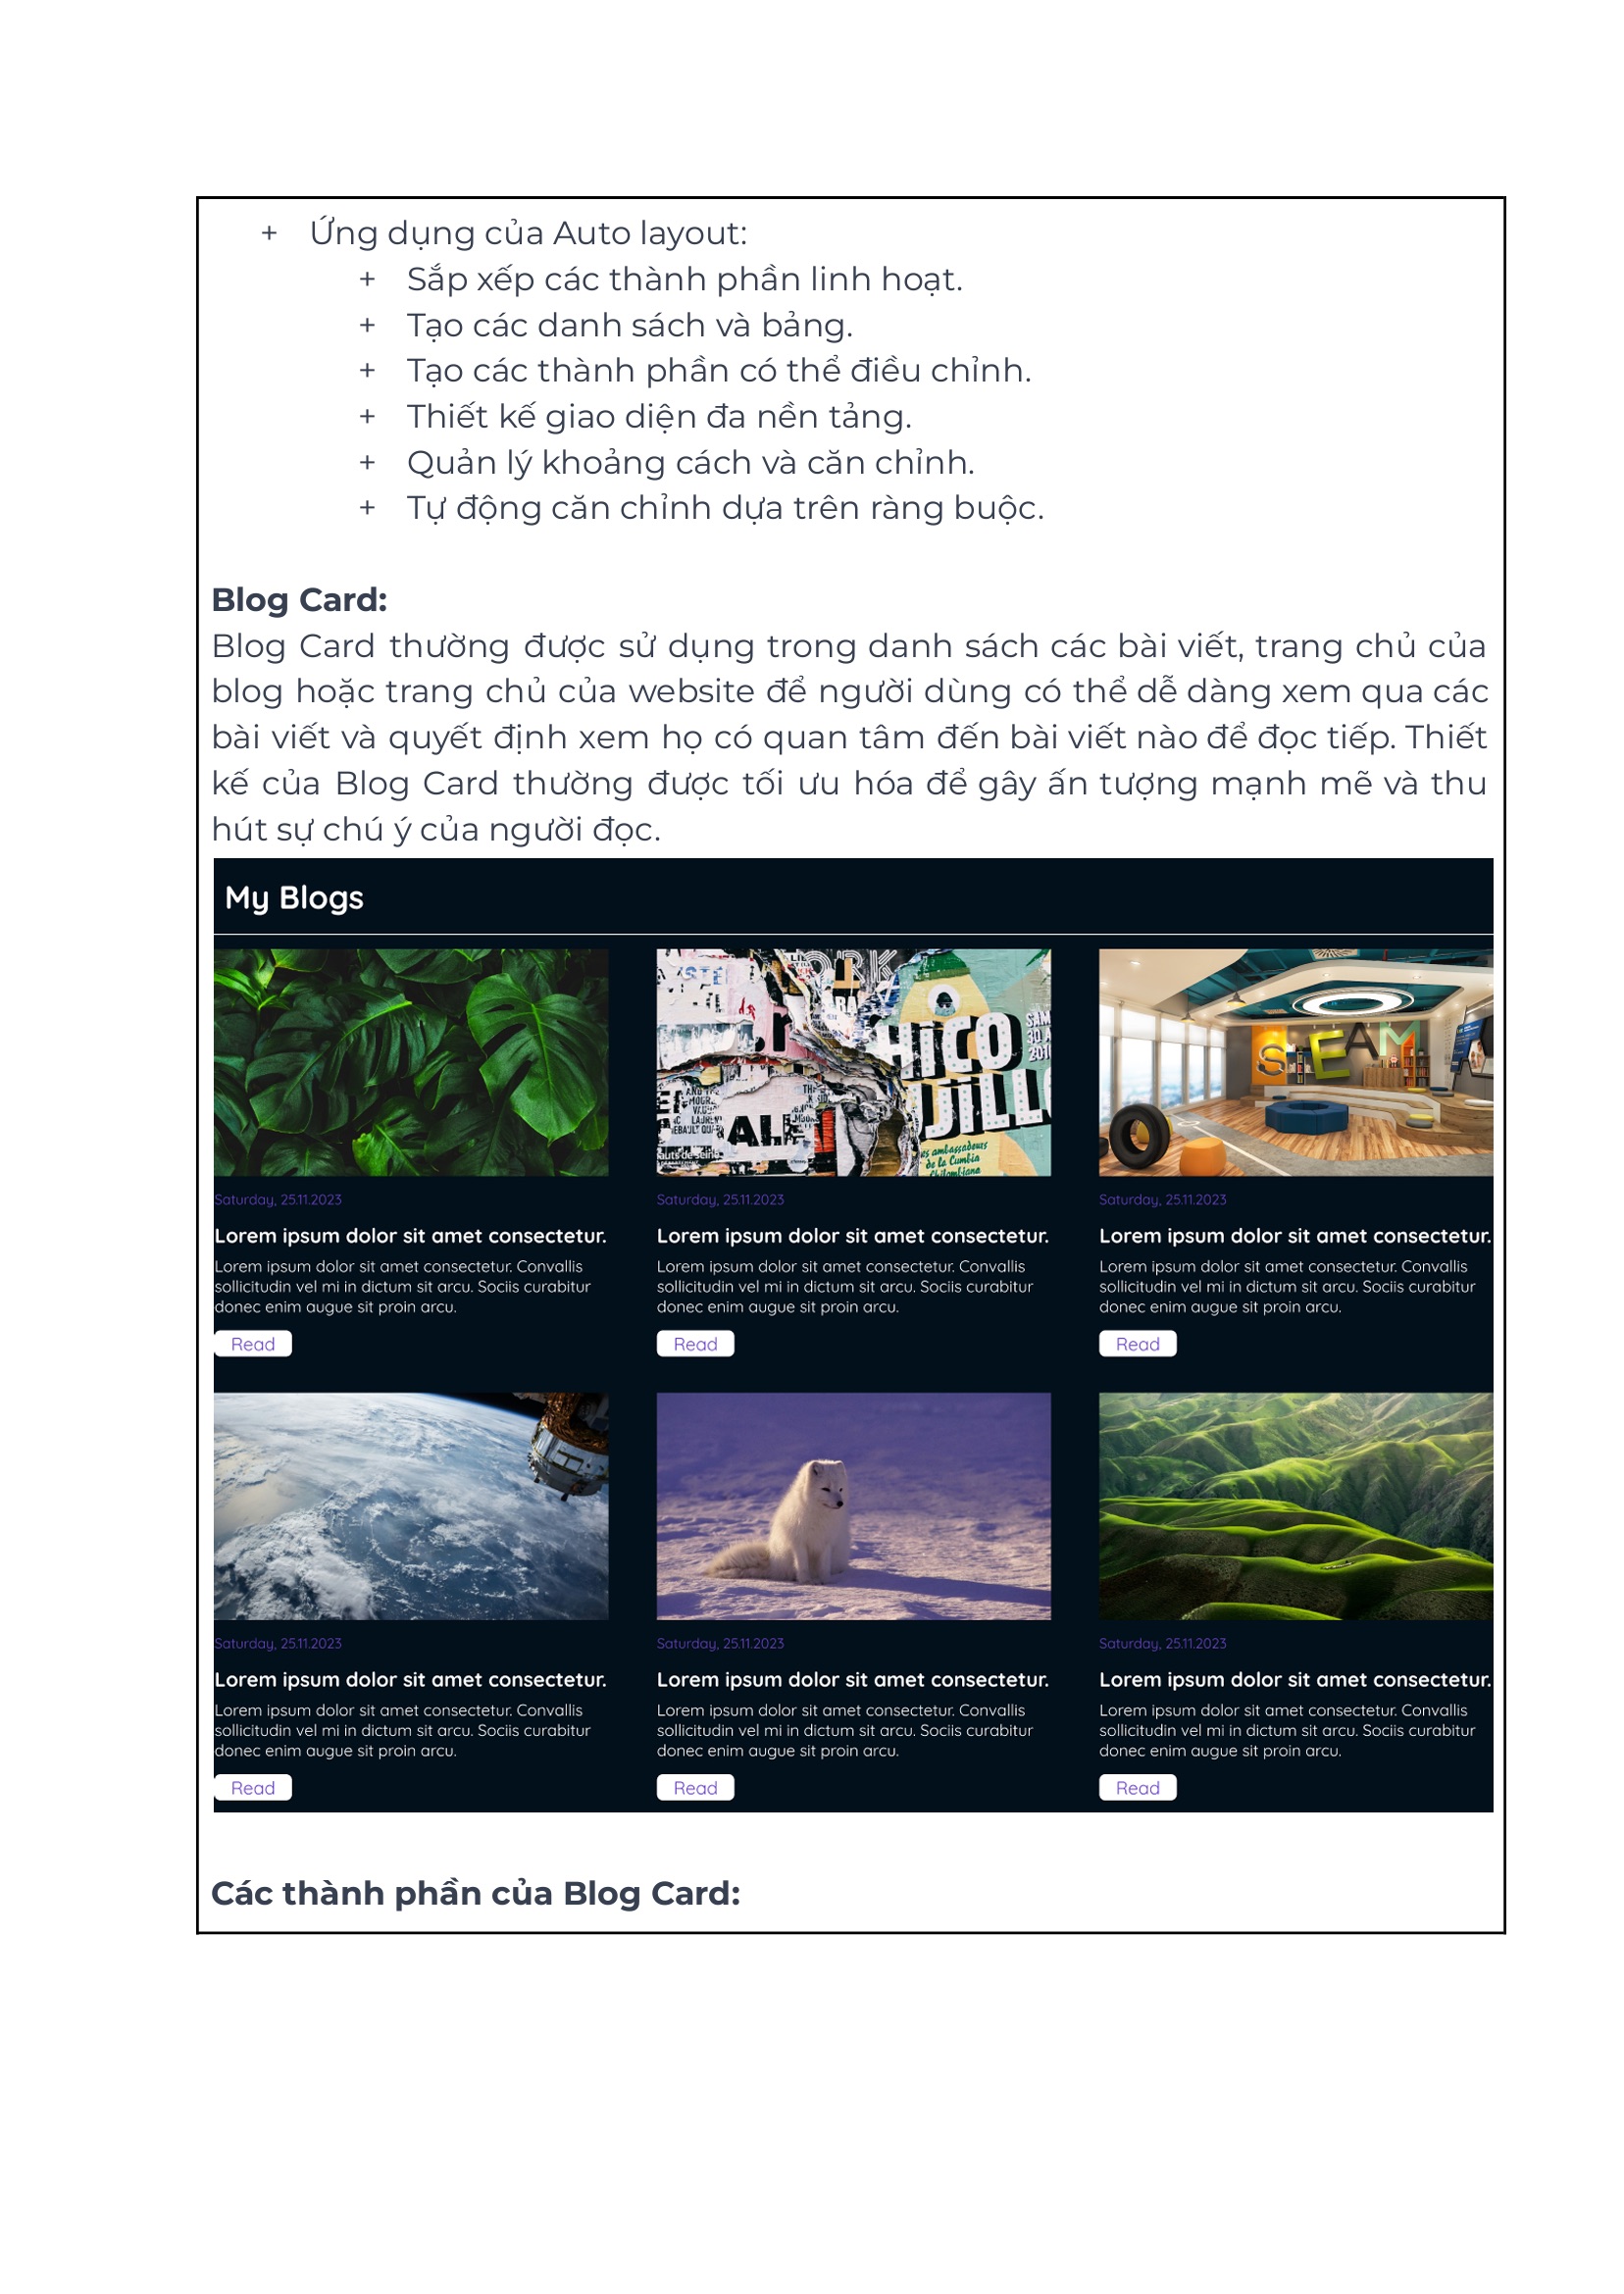 + Ứng dụng của Auto layout:
+ Sắp xếp các thành phần linh hoạt.
+ Tạo các danh sách và bảng.
+ Tạo các thành phần có thể điều chỉnh.
+ Thiết kế giao diện đa nền tảng.
+ Quản lý khoảng cách và căn chỉnh.
+ Tự động căn chỉnh dựa trên ràng buộc.
Blog Card:
Blog Card thường được sử dụng trong danh sách các bài viết, trang chủ của
blog hoặc trang chủ của website để người dùng có thể dễ dàng xem qua các
bài viết và quyết định xem họ có quan tâm đến bài viết nào để đọc tiếp. Thiết
kế của Blog Card thường được tối ưu hóa để gây ấn tượng mạnh mẽ và thu
hút sự chú ý của người đọc.
My Blogs
HICO
DJILL
ALE
SEAM
es ambassadeurs
de la Cumbia
Saturday, 25.11.2023
Lorem ipsum dolor sit amet consectetur.
Lorem ipsum dolor sit amet consectetur. Convallis
sollicitudin vel mi in dictum sit arcu. Sociis curabitur
donec enim augue sit proin arcu.
Read
Saturday, 25.11.2023
Lorem ipsum dolor sit amet consectetur.
Lorem ipsum dolor sit amet consectetur. Convallis
sollicitudin vel mi in dictum sit arcu. Sociis curabitur
donec enim augue sit proin arcu.
Read
Saturday, 25.11.2023
Lorem ipsum dolor sit amet consectetur.
Lorem ipsum dolor sit amet consectetur. Convallis
sollicitudin vel mi in dictum sit arcu. Sociis curabitur
donec enim augue sit proin arcu.
Read
Saturday, 25.11.2023
Lorem ipsum dolor sit amet consectetur.
Lorem ipsum dolor sit amet consectetur. Convallis
sollicitudin vel mi in dictum sit arcu. Sociis curabitur
donec enim augue sit proin arcu.
Read
Saturday, 25.11.2023
Lorem ipsum dolor sit amet consectetur.
Lorem ipsum dolor sit amet consectetur. Convallis
sollicitudin vel mi in dictum sit arcu. Sociis curabitur
donec enim augue sit proin arcu.
Read
Saturday, 25.11.2023
Lorem ipsum dolor sit amet consectetur.
Lorem ipsum dolor sit amet consectetur. Convallis
sollicitudin vel mi in dictum sit arcu. Sociis curabitur
donec enim augue sit proin arcu.
Read
Các thành phần của Blog Card: